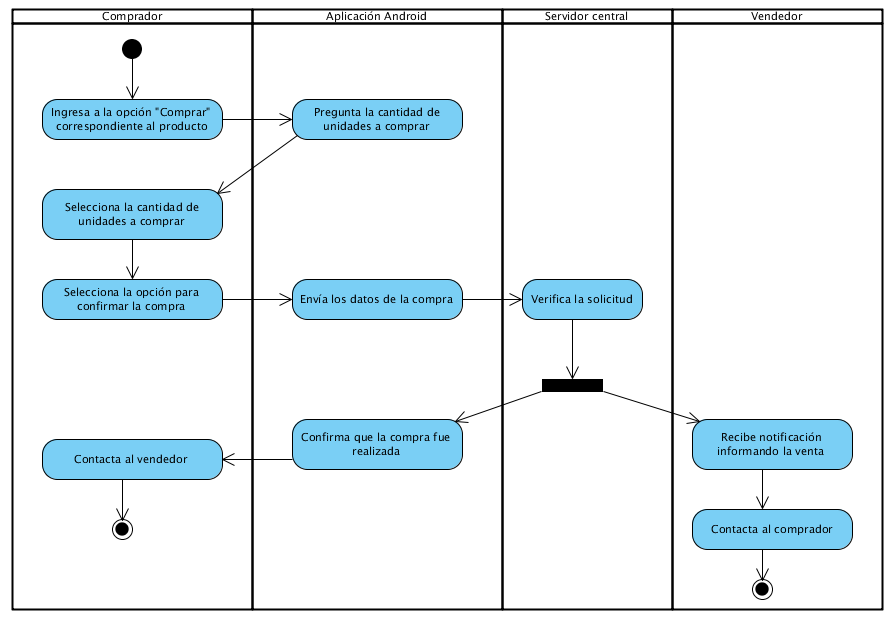 Comprador
Aplicación Android
Servidor central
Vendedor
Ingresa a la opción "Comprar"
correspondiente al producto
Pregunta la cantidad de
unidades a comprar
Selecciona la cantidad de
unidades a comprar
Selecciona la opción para
confirmar la compra
Envía los datos de la compra
Verifica la solicitud
Confirma que la compra fue
realizada
Recibe notificación
informando la venta
Contacta al vendedor
Contacta al comprador